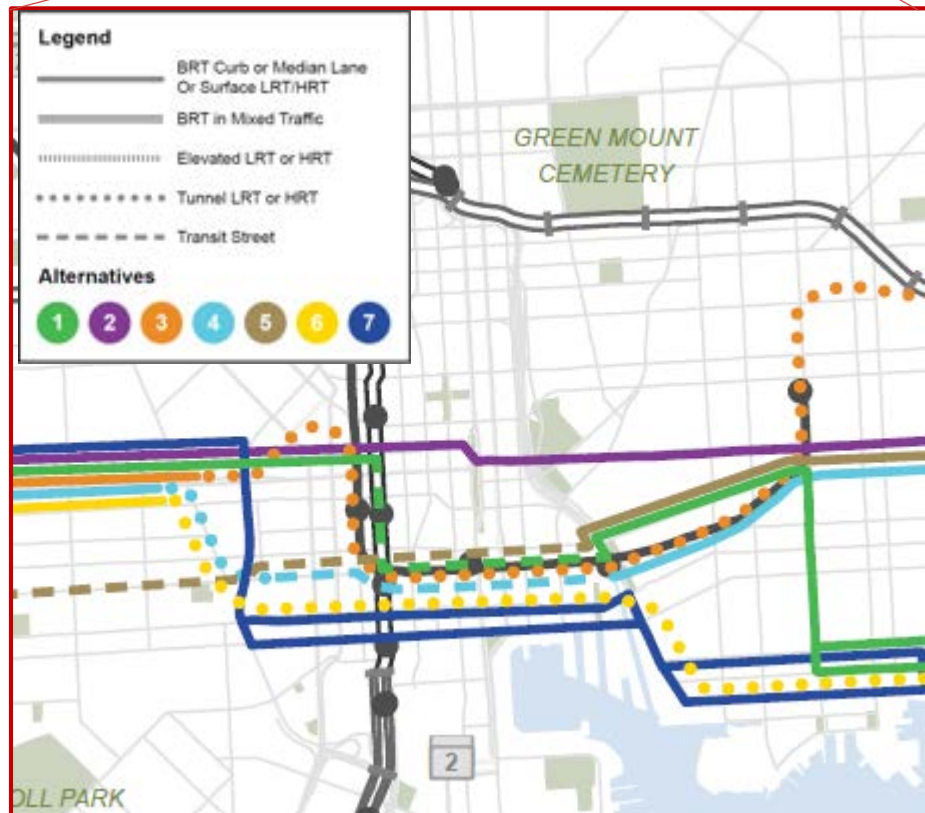 Legend
BRT Curb or Median Lane
Or Surface LRT/HRT
BRT in Mixed Traffic
Elevated LRT or HRT
Tunnel LRT or HRT
Transit Street
Alternatives
1 2 3 4 5 6 7
GREEN MOUNT
CEMETERY
2
OLL PARK